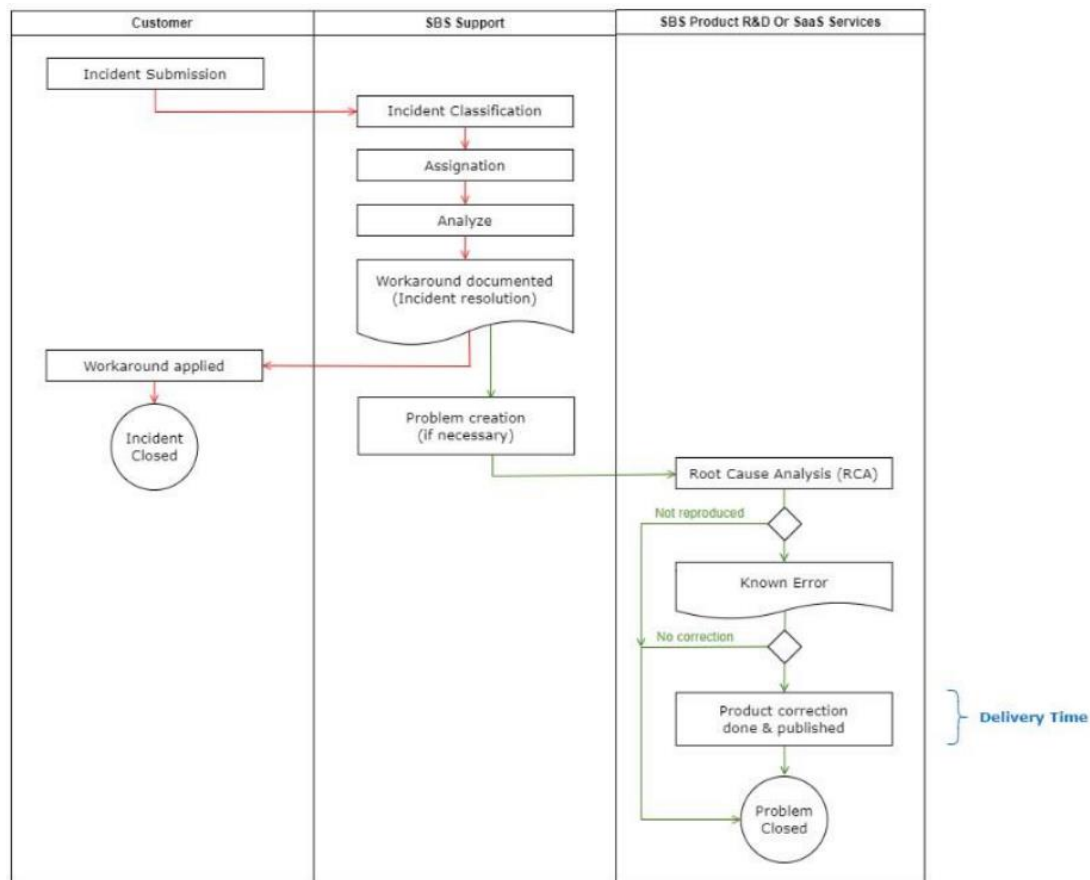 Customer
SBS Support
SBS Product R&D Or SaaS Services
Incident Submission
Incident Classification
Assignation
Analyze
Workaround documented
(Incident resolution)
Workaround applied
Incident
Closed
Problem creation
(if necessary)
Root Cause Analysis (RCA)
Not reproduced
Known Error
No correction
Product correction
done & published
Delivery Time
Problem
Closed